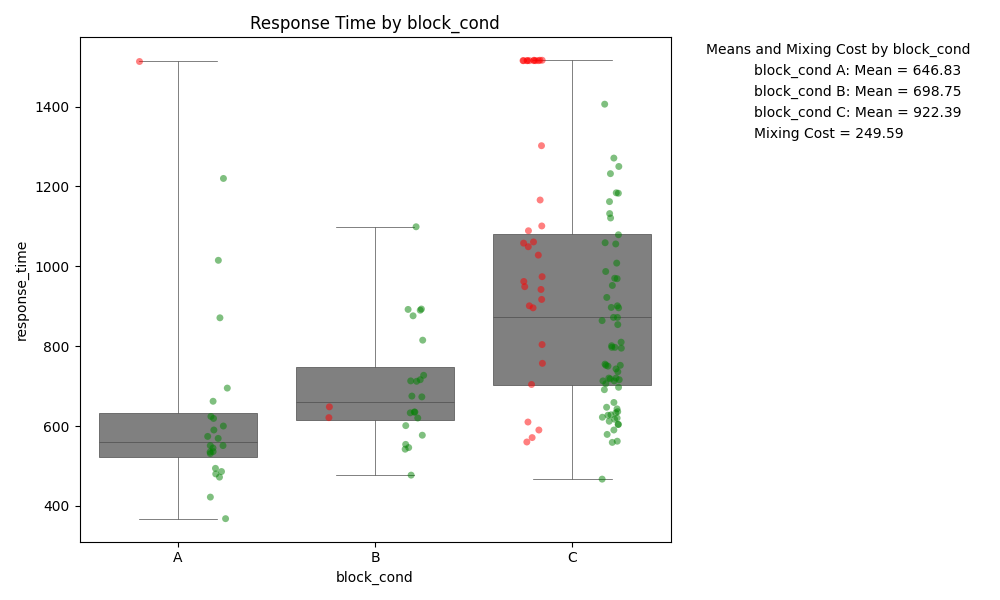 Response Time by block_cond
Means and Mixing Cost by block_cond
block_cond A: Mean = 646.83
block_cond B: Mean = 698.75
block_cond C: Mean = 922.39
Mixing Cost = 249.59
response_time
1400
1200
1000
800
600
400
A
B
C
block_cond